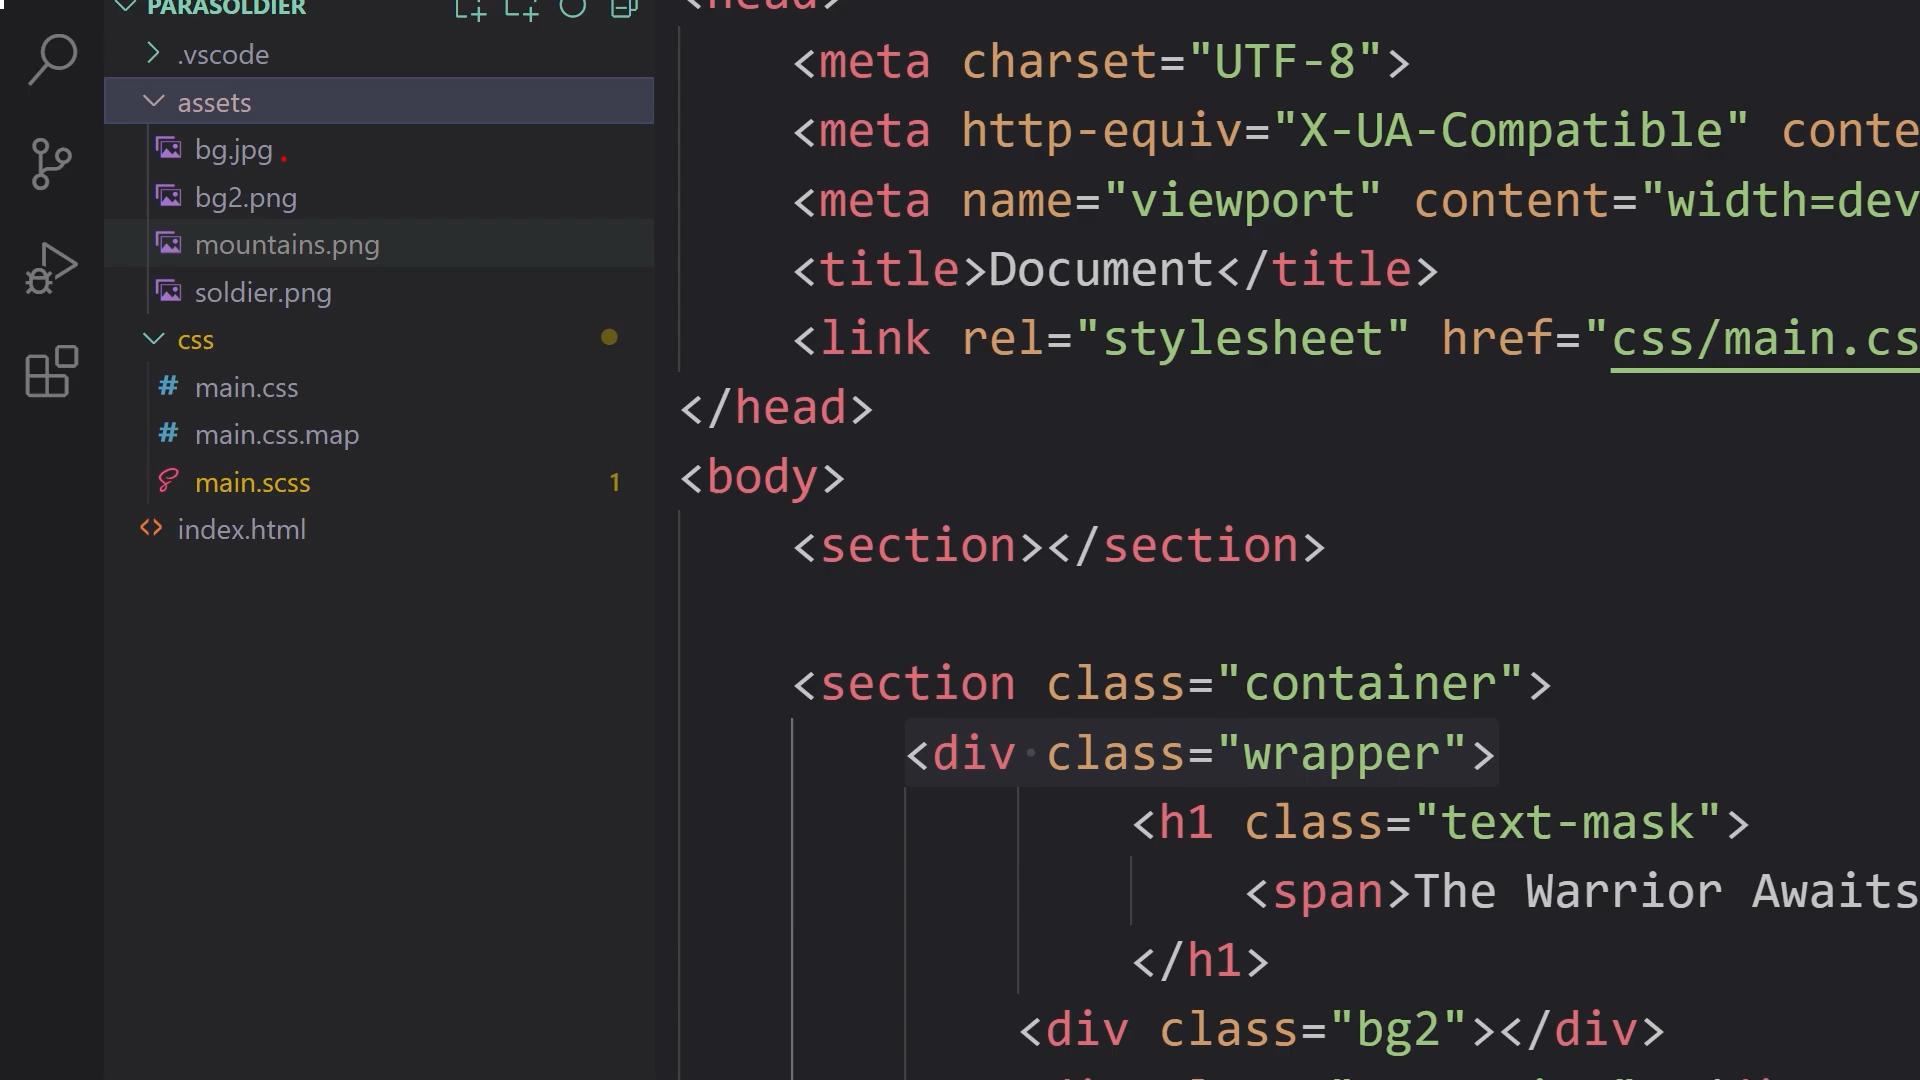 PARASOLDIER
.vscode
assets
bg.jpg
bg2.png
mountains.png
soldier.png
css
main.css
main.css.map
main.scss 1
index.html
<head>
<meta charset="UTF-8">
<meta http-equiv="X-UA-Compatible" conte
<meta name="viewport" content="width=dev
<title>Document</title>
<link rel="stylesheet" href="css/main.cs
</head>
<body>
<section></section>
<section class="container">
<div class="wrapper">
<h1 class="text-mask">
<span>The Warrior Awaits
</h1>
<div class="bg2"></div>